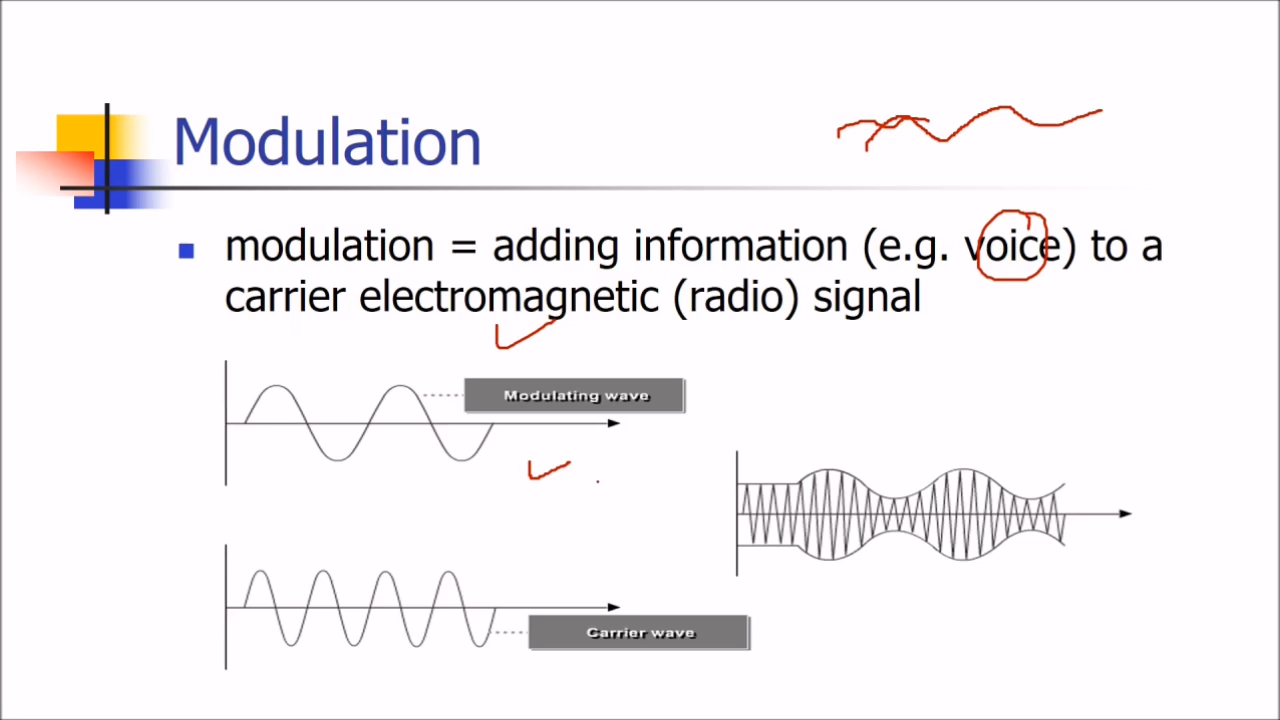 Modulation
modulation = adding information (e.g. voice) to a
carrier electromagnetic (radio) signal
Modulating wave
Carrier wave